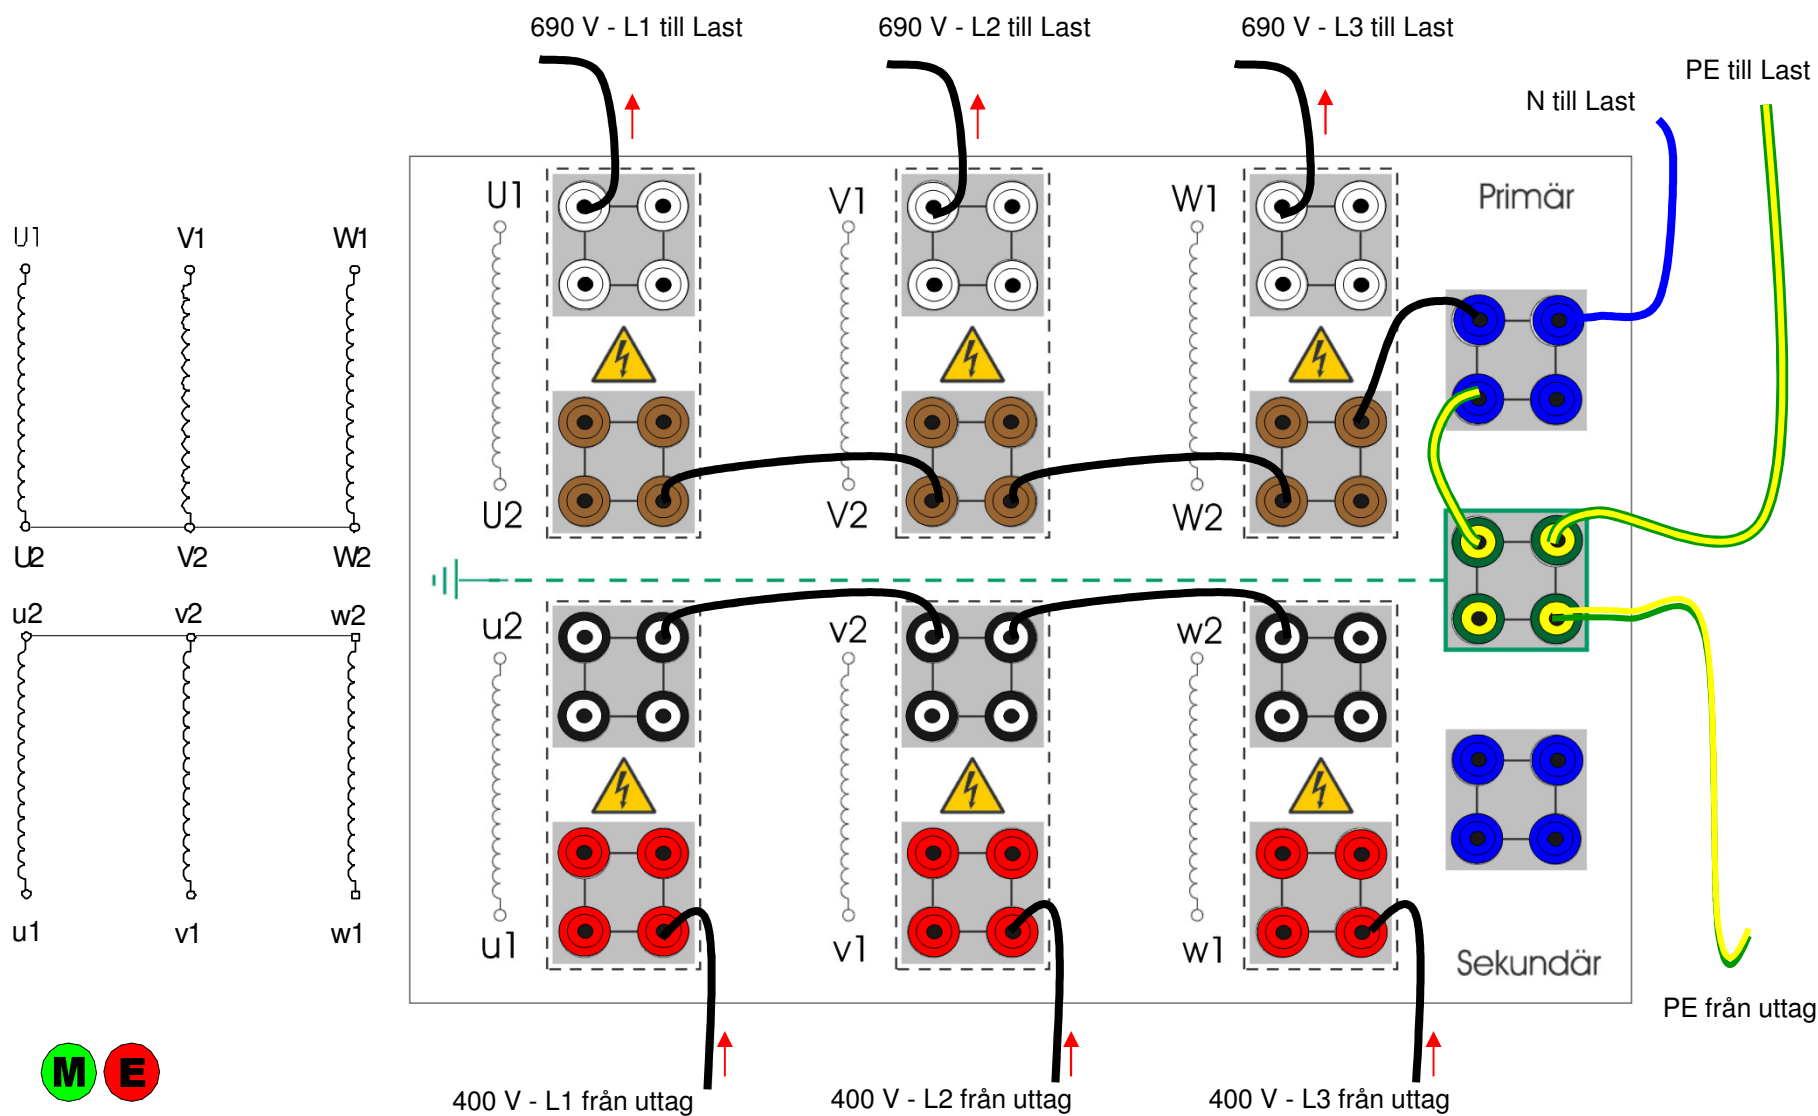 690 V - L1 till Last
690 V - L2 till Last
690 V - L3 till Last
PE till Last
N till Last
U1
V1
W1
Primär
U1
V1
W1
U2
V2
W2
U2
V2
W2
u2
v2
w2
u2
v2
w2
u1
v1
w1
u1
v1
w1
Sekundär
PE från uttag
M E
400 V - L1 från uttag
400 V - L2 från uttag
400 V - L3 från uttag